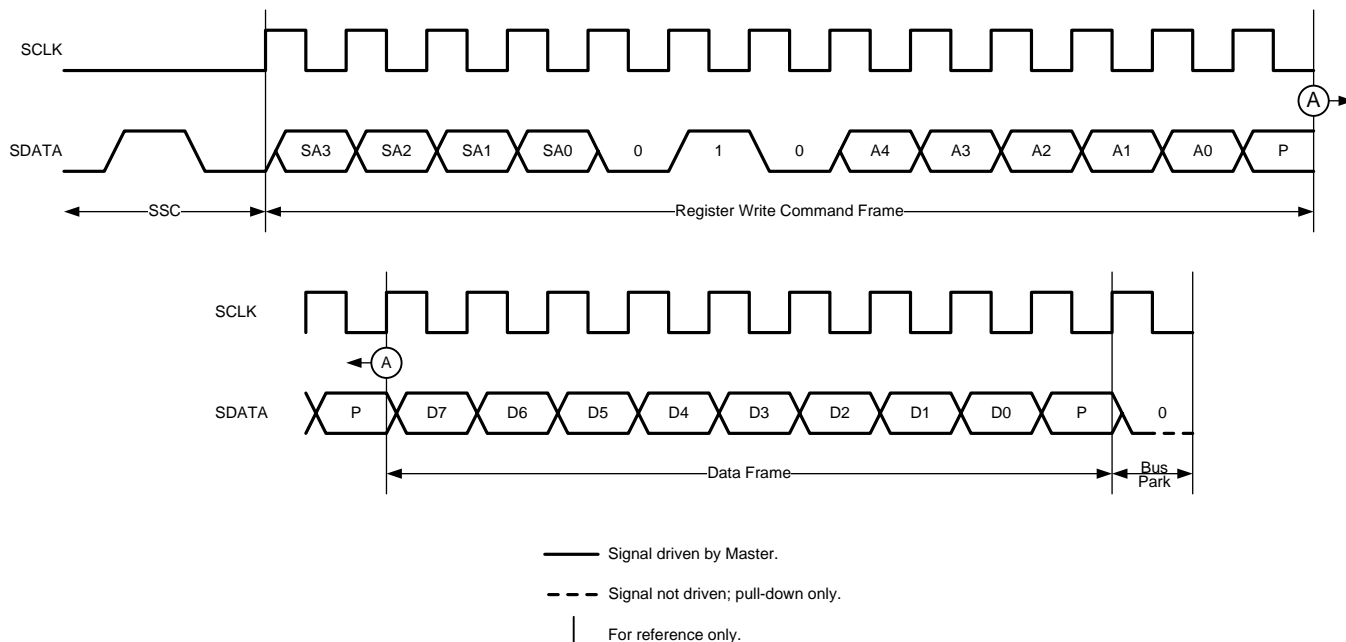 SCLK
A
SDATA SA3 SA2 SA1 SA0 0 1 0 A4 A3 A2 A1 A0 P
SSC Register Write Command Frame
SCLK
A
SDATA P D7 D6 D5 D4 D3 D2 D1 D0 P 0
Data Frame Bus
Park
Signal driven by Master.
Signal not driven; pull-down only.
For reference only.